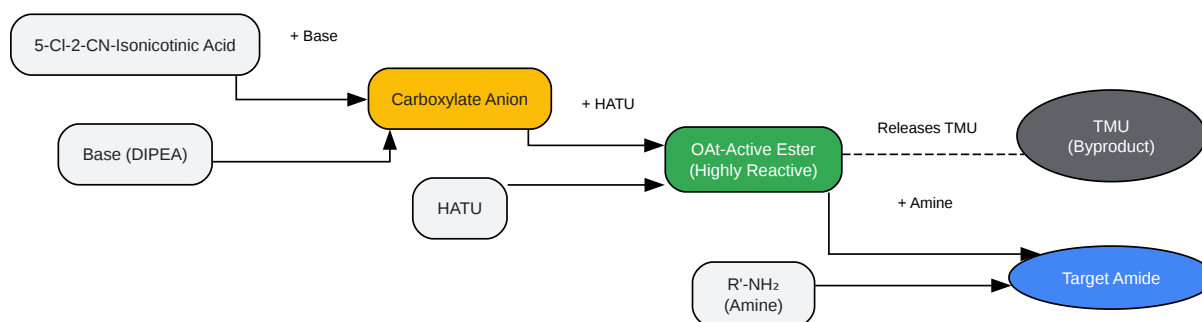 5-Cl-2-CN-Isonicotinic Acid
+ Base
Carboxylate Anion
+ HATU
Base (DIPEA)
OAt-Active Ester
(Highly Reactive)
Releases TMU
TMU
(Byproduct)
HATU
+ Amine
R'-NH₂
(Amine)
Target Amide